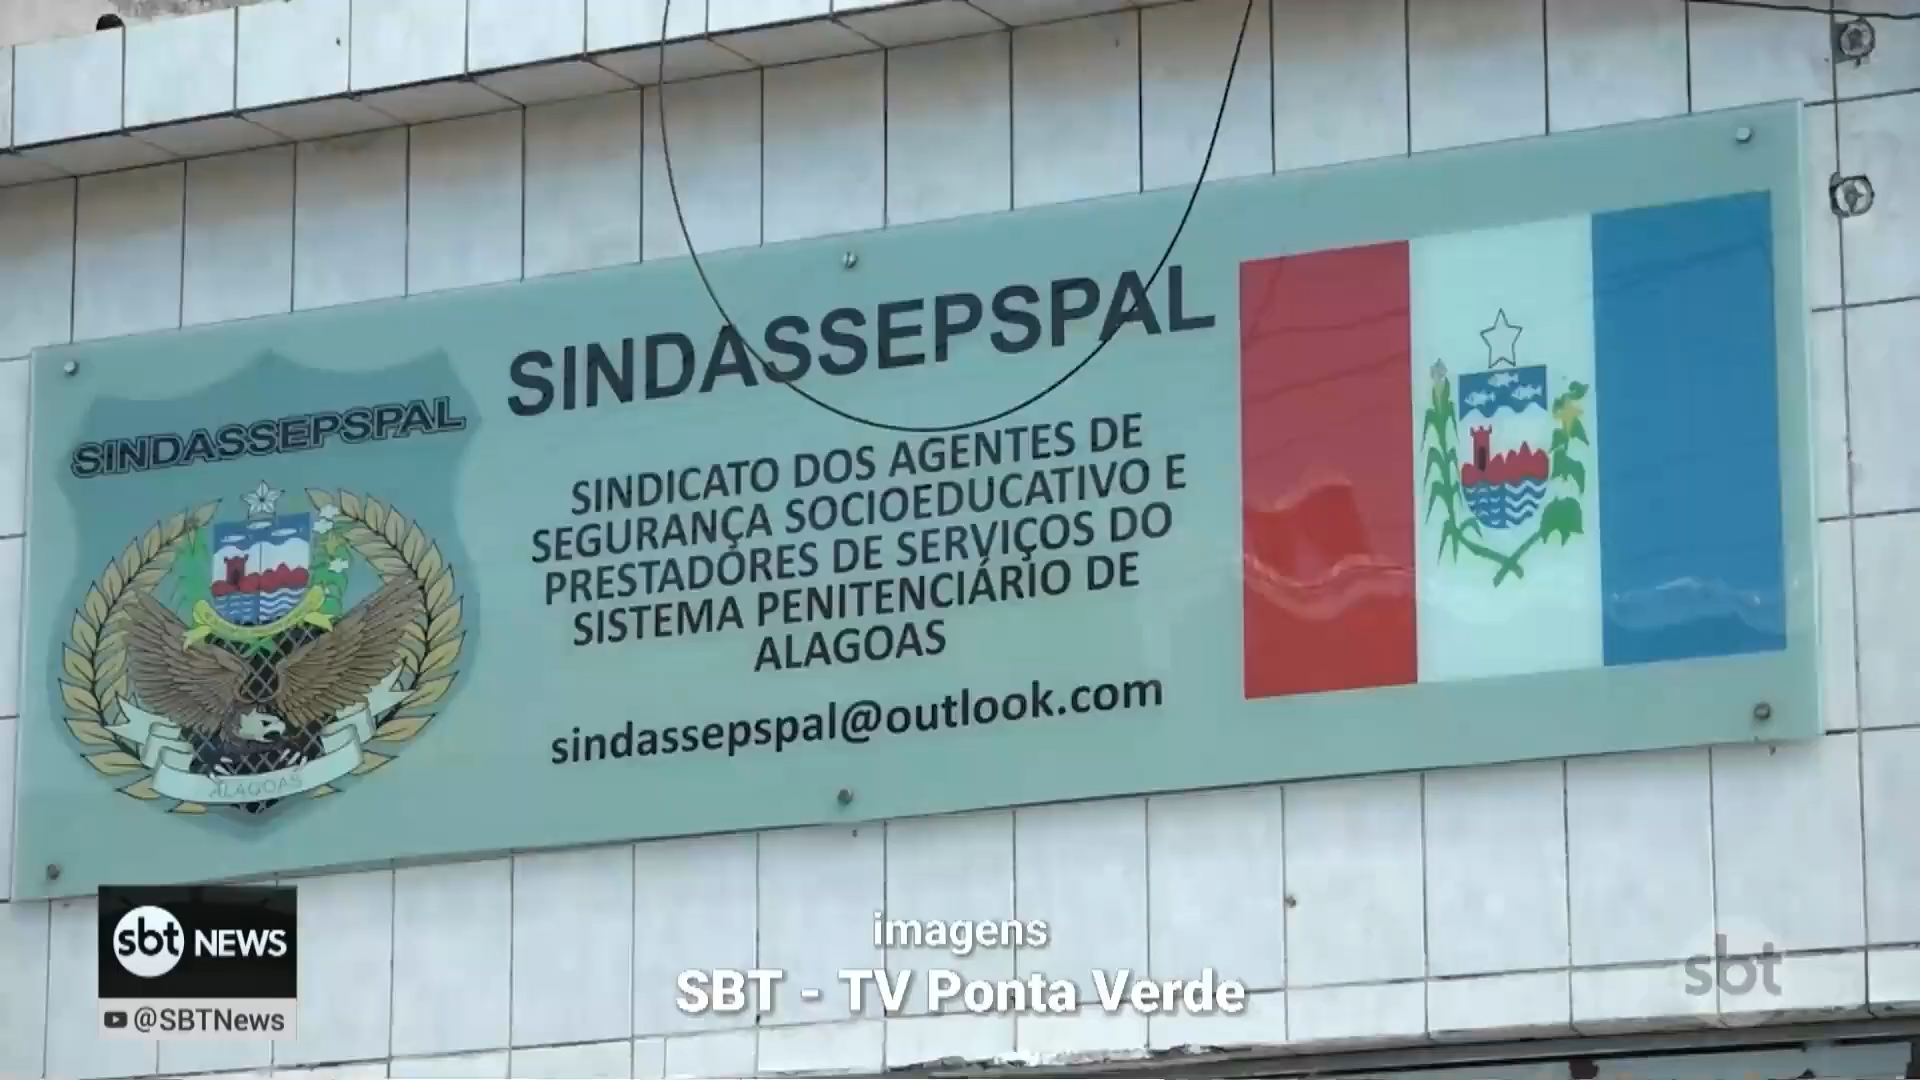 SINDASSEPSPAL
SINDASSEPSPAL
SINDICATO DOS AGENTES DE
SEGURANÇA SOCIOEDUCATIVO E
PRESTADORES DE SERVIÇOS DO
SISTEMA PENITENCIÁRIO DE
ALAGOAS
sindassepspal@outlook.com
ALAGOAS
sbt NEWS
@SBTNews
imagens
SBT - TV Ponta Verde
sbt